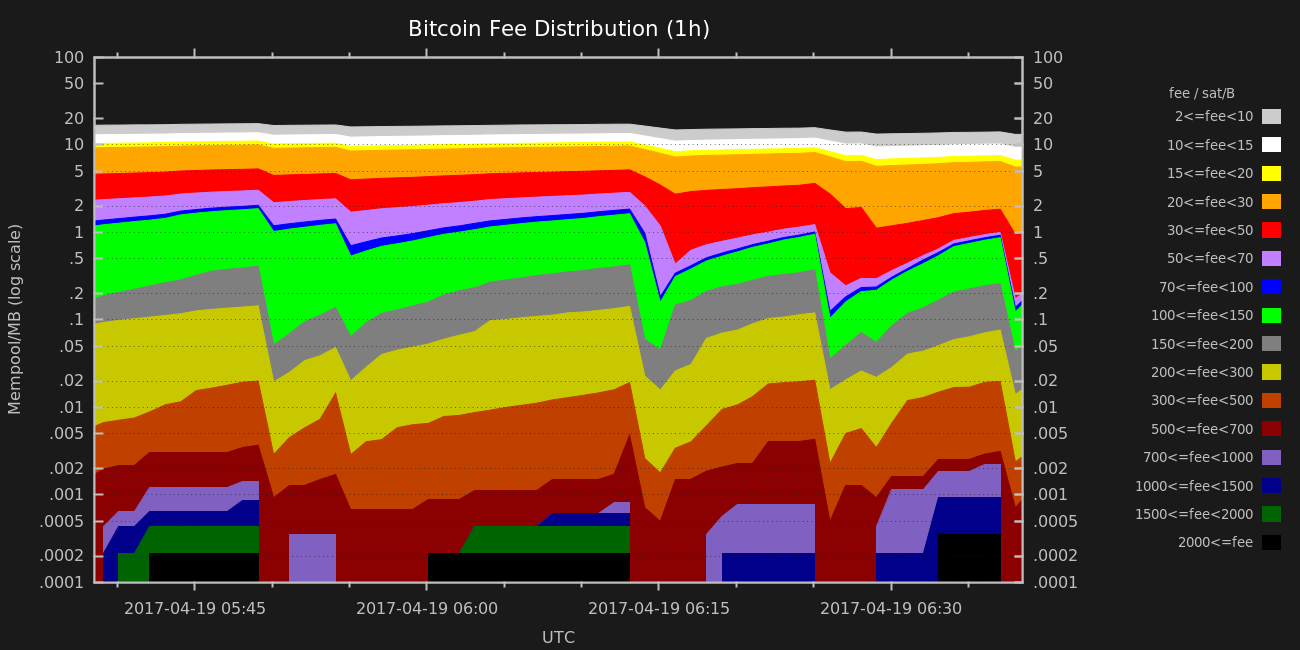 Bitcoin Fee Distribution (1h)
100 100
50 50
20 20
10 10
5 5
2 2
1 1
.5 .5
.2 .2
.1 .1
.05 .05
.02 .02
.01 .01
.005 .005
.002 .002
.001 .001
.0005 .0005
.0002 .0002
.0001 .0001
Mempool/MB (log scale)
2017-04-19 05:45 2017-04-19 06:00 2017-04-19 06:15 2017-04-19 06:30
UTC
fee / sat/B
2<=fee<10
10<=fee<15
15<=fee<20
20<=fee<30
30<=fee<50
50<=fee<70
70<=fee<100
100<=fee<150
150<=fee<200
200<=fee<300
300<=fee<500
500<=fee<700
700<=fee<1000
1000<=fee<1500
1500<=fee<2000
2000<=fee